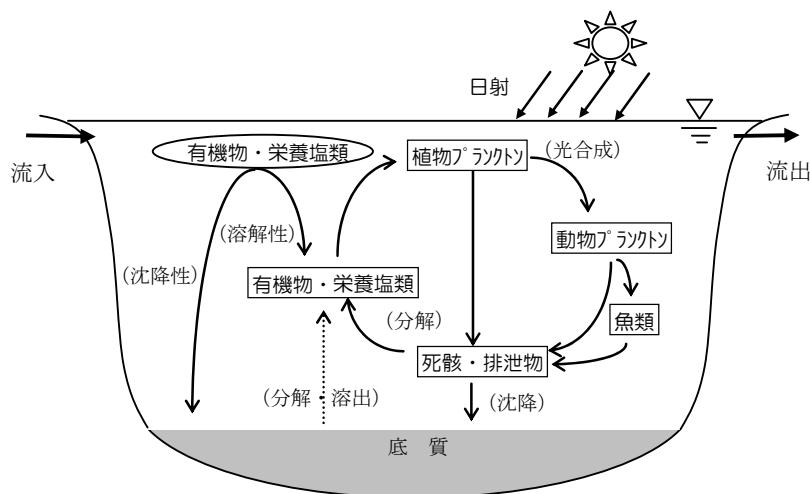 日射
有機物・栄養塩類
植物ﾌﾟﾗﾝｸﾄﾝ
(光合成)
流入
流出
(溶解性)
動物ﾌﾟﾗﾝｸﾄﾝ
(沈降性)
有機物・栄養塩類
(分解)
魚類
死骸・排泄物
(分解・溶出)
(沈降)
底 質